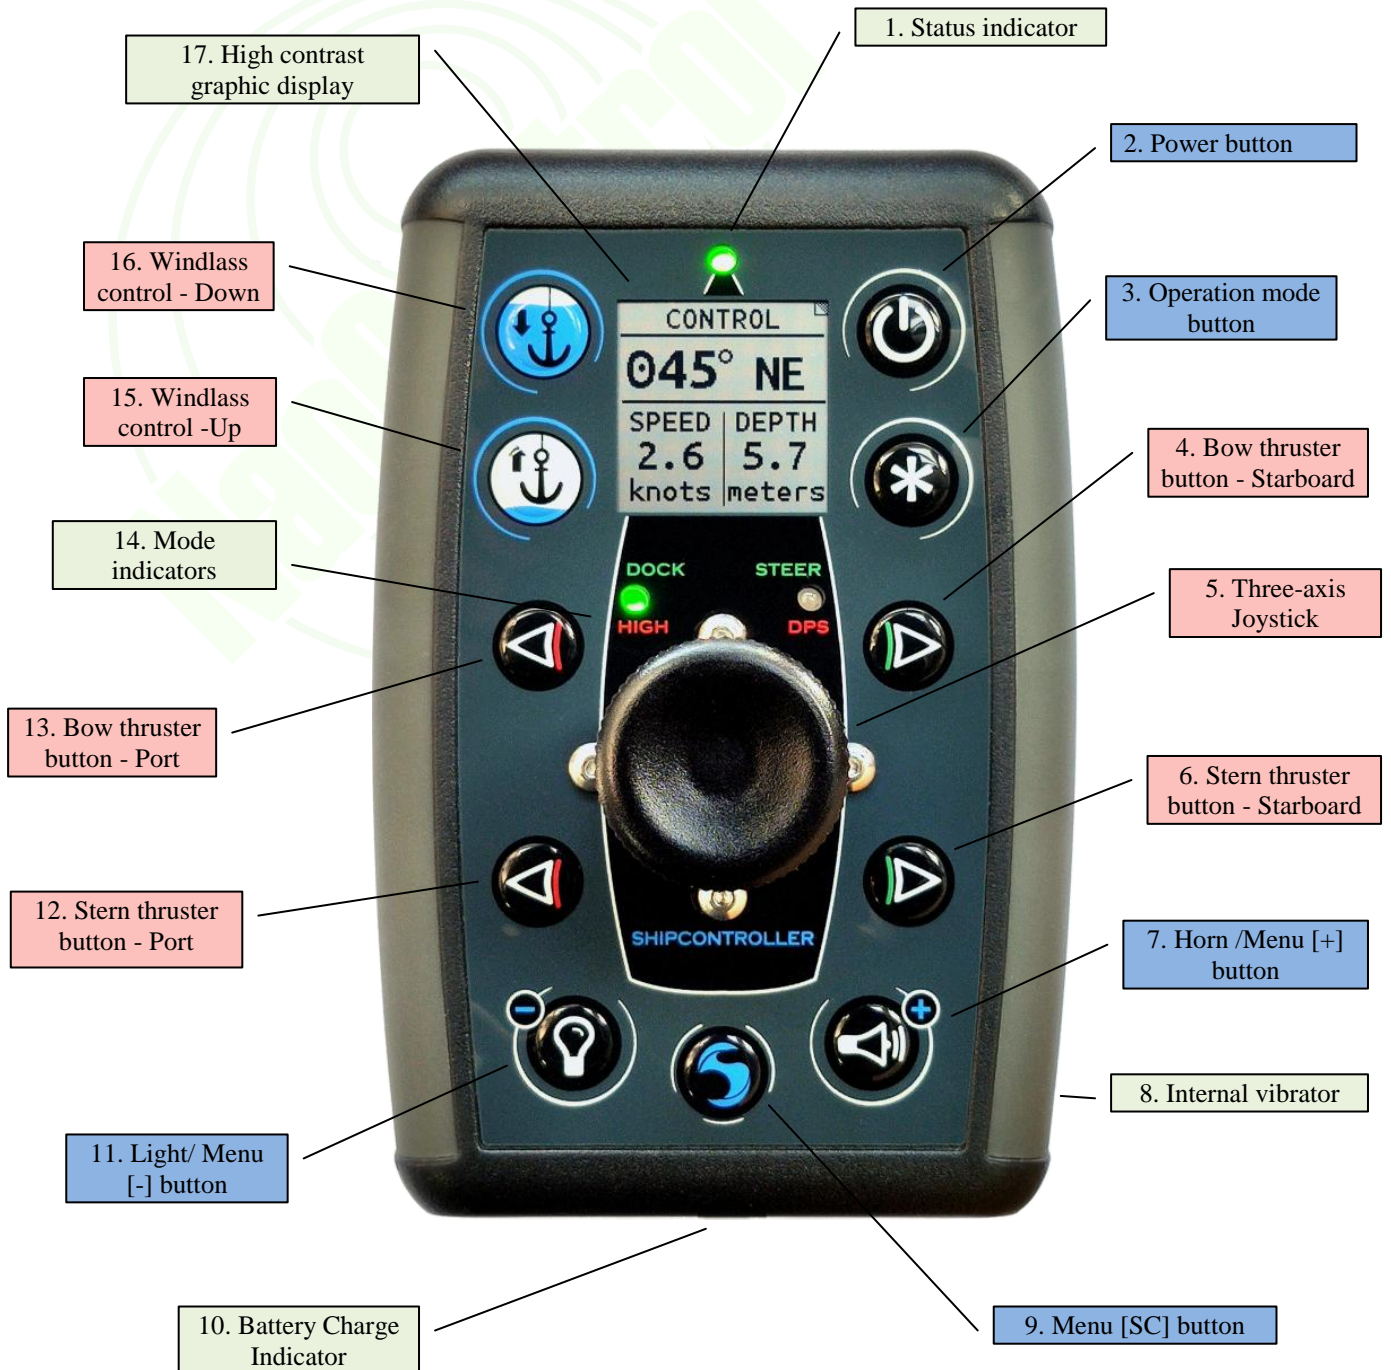 1. Status indicator
17. High contrast
graphic display
2. Power button
16. Windlass
control - Down
3. Operation mode
button
CONTROL
045° NE
SPEED DEPTH
2.6 5.7
knots meters
15. Windlass
control -Up
4. Bow thruster
button - Starboard
14. Mode
indicators
DOCK STEER
HIGH DPS
5. Three-axis
Joystick
13. Bow thruster
button - Port
6. Stern thruster
button - Starboard
12. Stern thruster
button - Port
SHIPCONTROLLER
7. Horn /Menu [+]
button
8. Internal vibrator
11. Light/ Menu
[-] button
10. Battery Charge
Indicator
9. Menu [SC] button